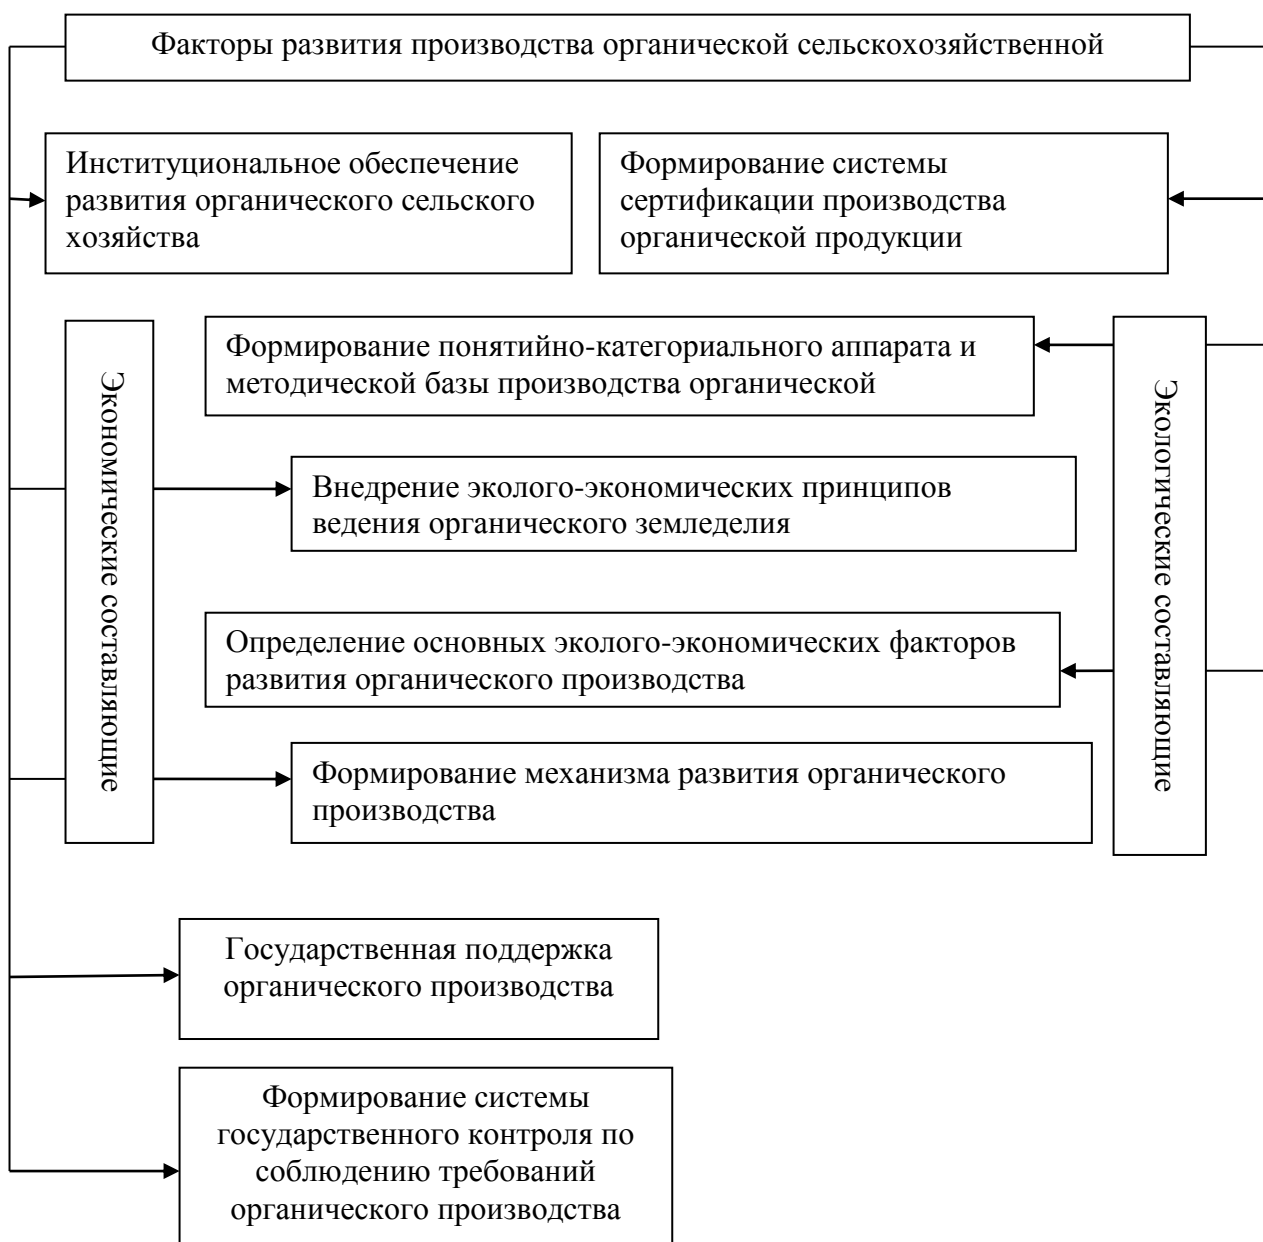 Факторы развития производства органической сельскохозяйственной
Институциональное обеспечение
развития органического сельского
хозяйства
Формирование системы
сертификации производства
органической продукции
Экономические составляющие
Формирование понятийно-категориального аппарата и
методической базы производства органической
Внедрение эколого-экономических принципов
ведения органического земледелия
Определение основных эколого-экономических факторов
развития органического производства
Формирование механизма развития органического
производства
Экологические составляющие
Государственная поддержка
органического производства
Формирование системы
государственного контроля по
соблюдению требований
органического производства